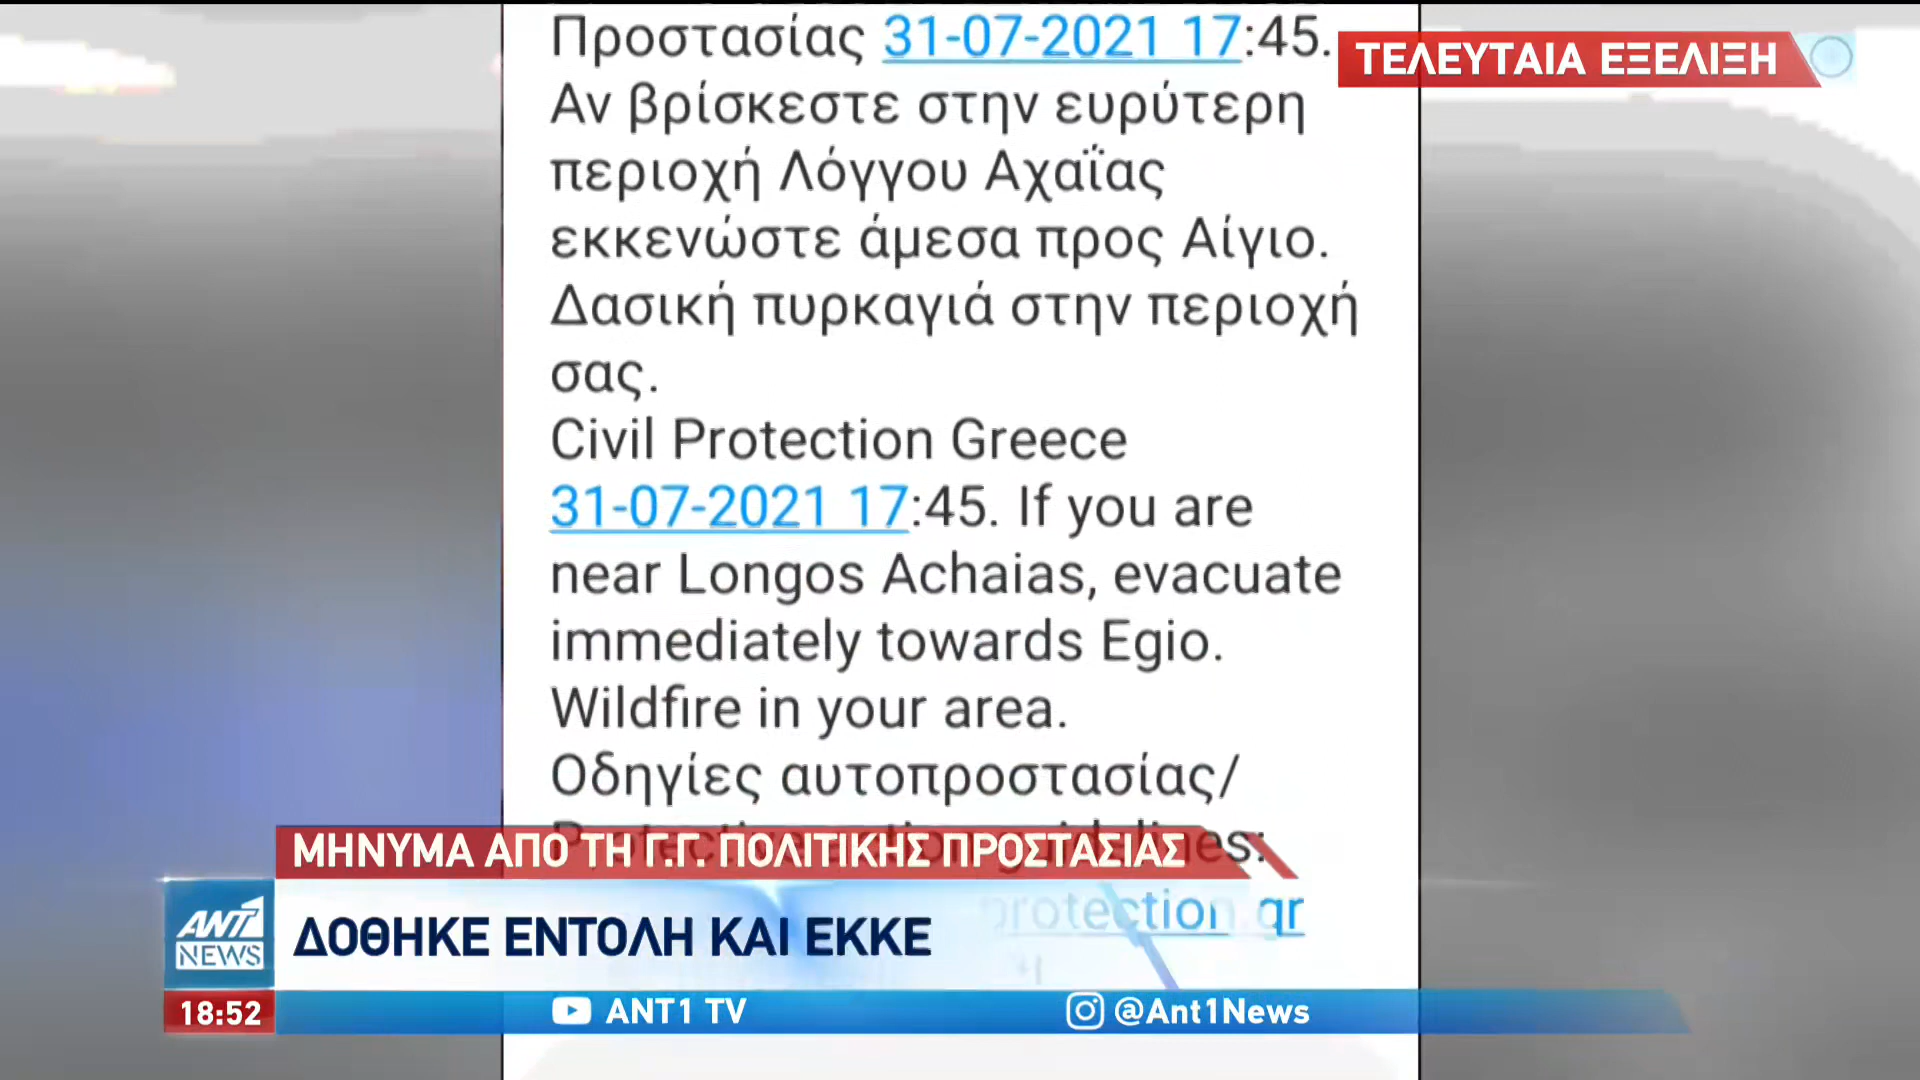 Προστασίας 31-07-2021 17:45.
ΤΕΛΕΥΤΑΙΑ ΕΞΕΛΙΞΗ
Αν βρίσκεστε στην ευρύτερη
περιοχή Λόγγου Αχαΐας
εκκενώστε άμεσα προς Αίγιο.
Δασική πυρκαγιά στην περιοχή
σας.
Civil Protection Greece
31-07-2021 17:45. If you are
near Longos Achaias, evacuate
immediately towards Egio.
Wildfire in your area.
Οδηγίες αυτοπροστασίας/
ΜΗΝΥΜΑ ΑΠΟ ΤΗ Γ.Γ. ΠΟΛΙΤΙΚΗΣ ΠΡΟΣΤΑΣΙΑΣ
ΔΟΘΗΚΕ ΕΝΤΟΛΗ ΚΑΙ ΕΚΚΕ
ANT1
NEWS
18:52
ANT1 TV
@Ant1News